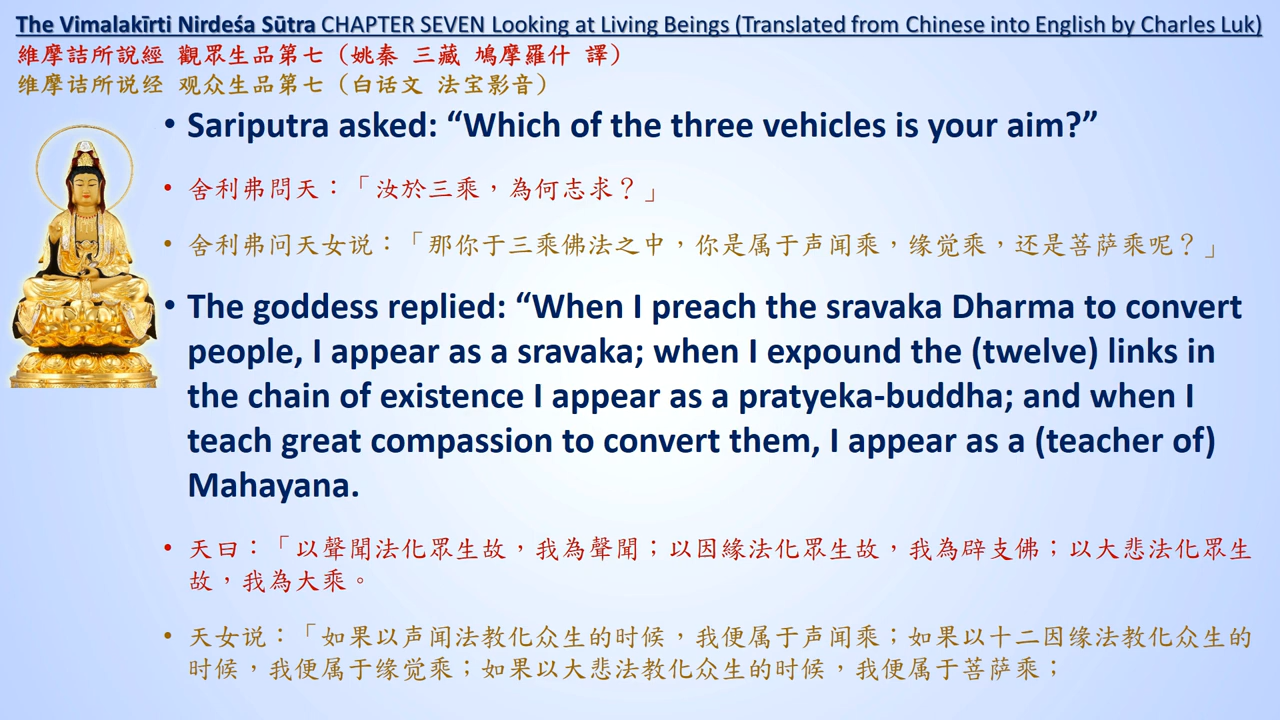 The Vimalakīrti Nirdeśa Sūtra CHAPTER SEVEN Looking at Living Beings (Translated from Chinese into English by Charles Luk)
維摩詰所說經 觀眾生品第七（姚秦 三藏 鳩摩羅什 譯）
维摩诘所说经 观众生品第七（白话文 法宝影音）
• Sariputra asked: “Which of the three vehicles is your aim?”
• 舍利弗問天：「汝於三乘，為何志求？」
• 舍利弗问天女说：「那你于三乘佛法之中，你是属于声闻乘，缘觉乘，还是菩萨乘呢？」
• The goddess replied: “When I preach the sravaka Dharma to convert
people, I appear as a sravaka; when I expound the (twelve) links in
the chain of existence I appear as a pratyeka-buddha; and when I
teach great compassion to convert them, I appear as a (teacher of)
Mahayana.
• 天曰：「以聲聞法化眾生故，我為聲聞；以因緣法化眾生故，我為辟支佛；以大悲法化眾生
故，我為大乘。
• 天女说：「如果以声闻法教化众生的时候，我便属于声闻乘；如果以十二因缘法教化众生的
时候，我便属于缘觉乘；如果以大悲法教化众生的时候，我便属于菩萨乘；